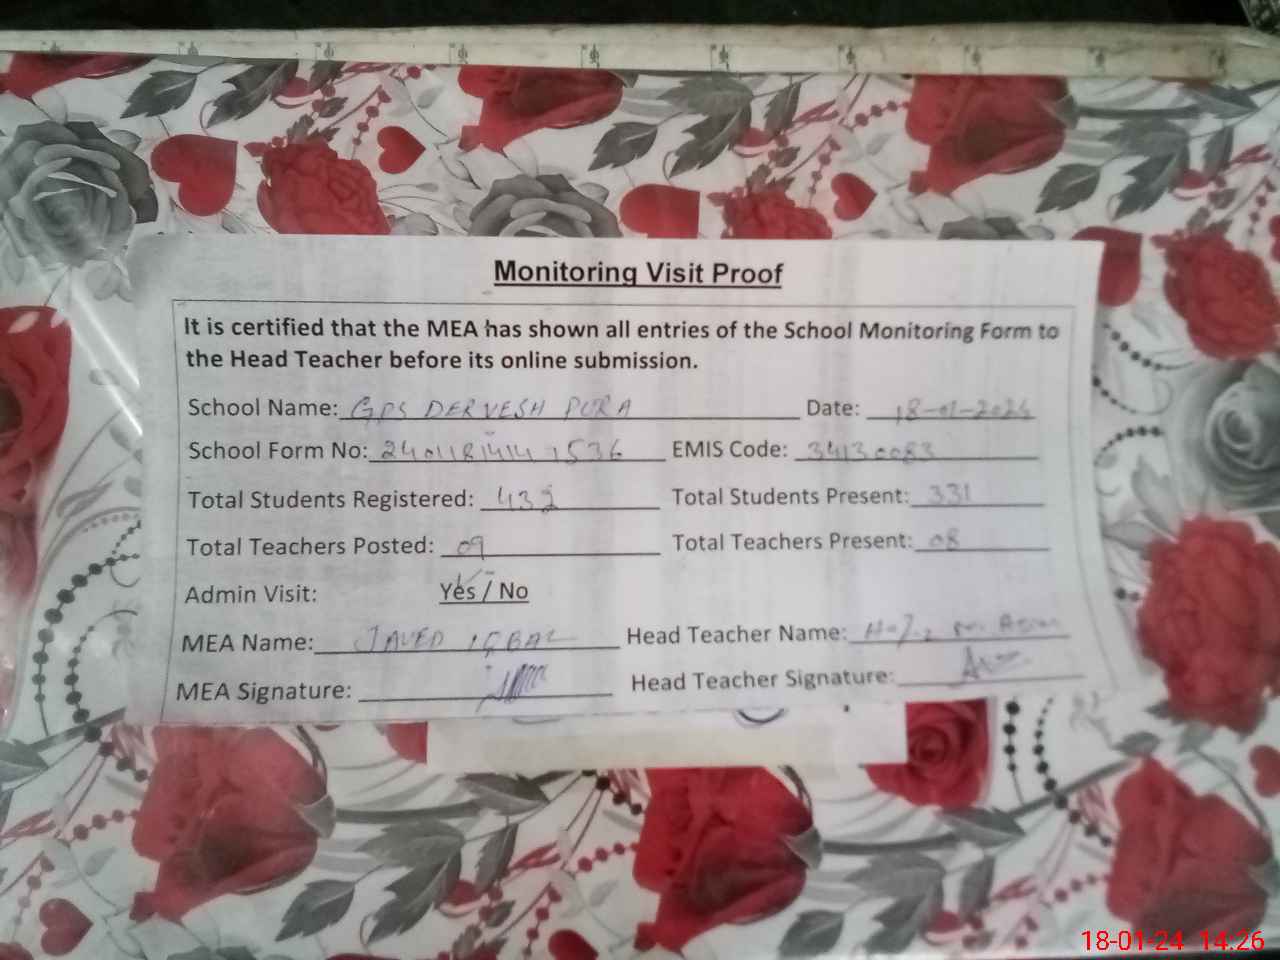 Monitoring Visit Proof
It is certified that the MEA has shown all entries of the School Monitoring Form to
the Head Teacher before its online submission.
School Name: GPS DERVESH PURA Date: 18-01-2024
School Form No: EMIS Code: 34130083
Total Students Registered: 432 Total Students Present: 331
Total Teachers Posted: 09 Total Teachers Present: 08
Admin Visit: Yes / No
MEA Name: JAVED IQBAL Head Teacher Name:
MEA Signature: Head Teacher Signature:
18-01-24 14:26